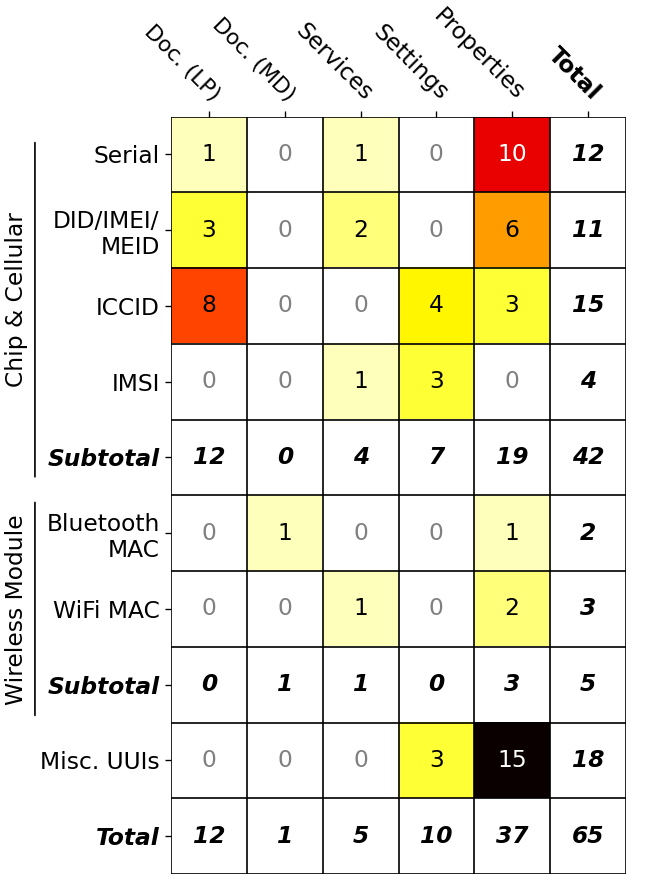 Doc. (LP) Doc. (MD) Services Settings Properties Total
Chip & Cellular
Serial 1 0 1 0 10 12
DID/IMEI/
MEID 3 0 2 0 6 11
ICCID 8 0 0 4 3 15
IMSI 0 0 1 3 0 4
Subtotal 12 0 4 7 19 42
Wireless Module
Bluetooth
MAC 0 1 0 0 1 2
WiFi MAC 0 0 1 0 2 3
Subtotal 0 1 1 0 3 5
Misc. UUIs 0 0 0 3 15 18
Total 12 1 5 10 37 65